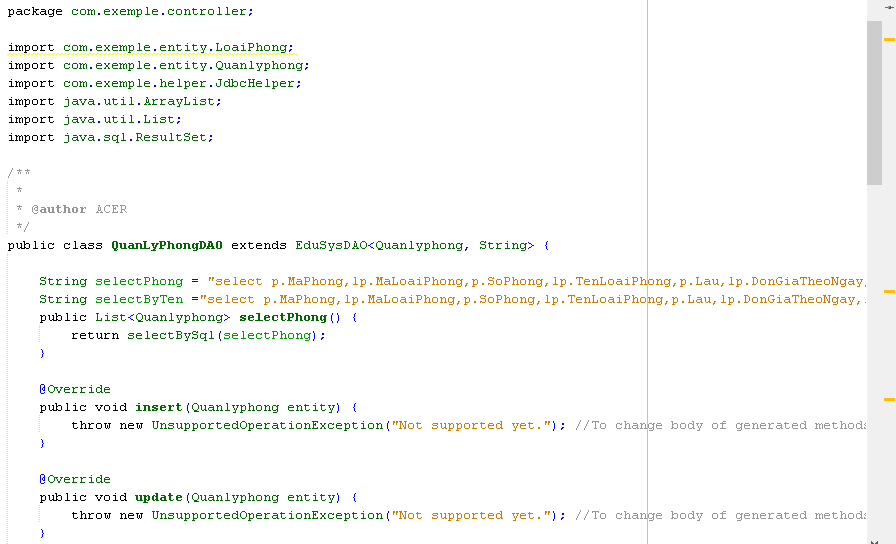 package com.exemple.controller;
import com.exemple.entity.LoaiPhong;
import com.exemple.entity.Quanlyphong;
import com.exemple.helper.JdbcHelper;
import java.util.ArrayList;
import java.util.List;
import java.sql.ResultSet;
/**
 *
 * @author ACER
 */
public class QuanLyPhongDAO extends EduSysDAO<Quanlyphong, String> {
    String selectPhong = "select p.MaPhong,lp.MaLoaiPhong,p.SoPhong,lp.TenLoaiPhong,p.Lau,lp.DonGiaTheoNgay,
    String selectByTen ="select p.MaPhong,lp.MaLoaiPhong,p.SoPhong,lp.TenLoaiPhong,p.Lau,lp.DonGiaTheoNgay,
    public List<Quanlyphong> selectPhong() {
        return selectBySql(selectPhong);
    }
    @Override
    public void insert(Quanlyphong entity) {
        throw new UnsupportedOperationException("Not supported yet."); //To change body of generated methods
    }
    @Override
    public void update(Quanlyphong entity) {
        throw new UnsupportedOperationException("Not supported yet."); //To change body of generated methods
    }